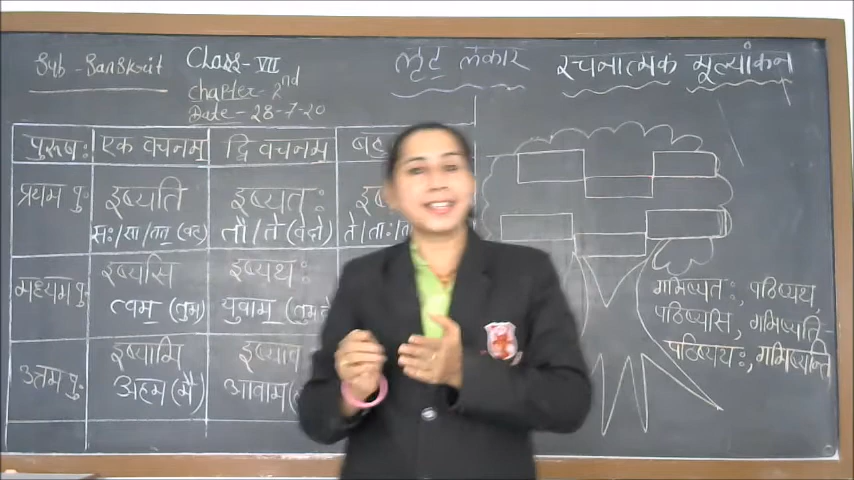 Sub - Sanskrit
Class - VII
Chapter - 2nd
Date - 28-7-20
लृट् लकार
रचनात्मक मूल्यांकन
पुरूषः एक वचनम् द्वि वचनम्
प्रथम पु॰ इष्यति इष्यतः
सः/सा/तत् (वह) तौ/ते (वेदो) ते/ताः/
मध्यम पु॰ इष्यसि इष्यथः
त्वम् (तुम) युवाम्
उत्तम पु॰ इष्यामि
अहम् (मैं) आवाम्
गमिष्यतः, पठिष्यथ,
पठिष्यसि, गमिष्यति
पठिष्यथः, गमिष्यन्ति